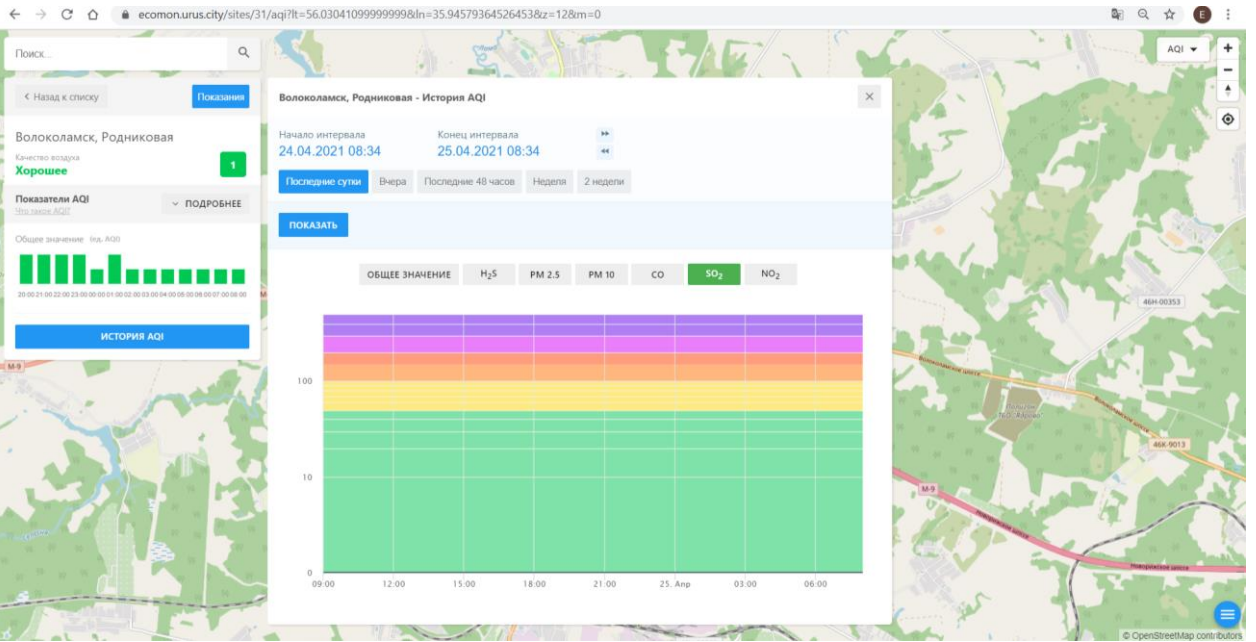 ecomon.urus.city/sites/31/aqi?lt=56.03041099999999&ln=35.94579364526453&z=12&m=0
E
Поиск...
AQI
< Назад к списку
Показания
Волоколамск, Родниковая - История AQI
Волоколамск, Родниковая
Качество воздуха
Хорошее
1
Начало интервала
Конец интервала
24.04.2021 08:34
25.04.2021 08:34
Последние сутки
Вчера
Последние 48 часов
Неделя
2 недели
Показатели AQI
Что такое AQI?
ПОДРОБНЕЕ
ПОКАЗАТЬ
Общее значение (ед. AQI)
20:00 21:00 22:00 23:00 00:00 01:00 02:00 03:00 04:00 05:00 06:00 07:00 08:00
ИСТОРИЯ AQI
ОБЩЕЕ ЗНАЧЕНИЕ
H₂S
PM 2.5
PM 10
CO
SO₂
NO₂
100
10
0
09:00
12:00
15:00
18:00
21:00
25. Апр
03:00
06:00
46Н-00353
М-9
Волоколамское шоссе
Волоколамское шоссе
46К-9013
М-9
Новорижское шоссе
Новорижское шоссе
© OpenStreetMap contributors